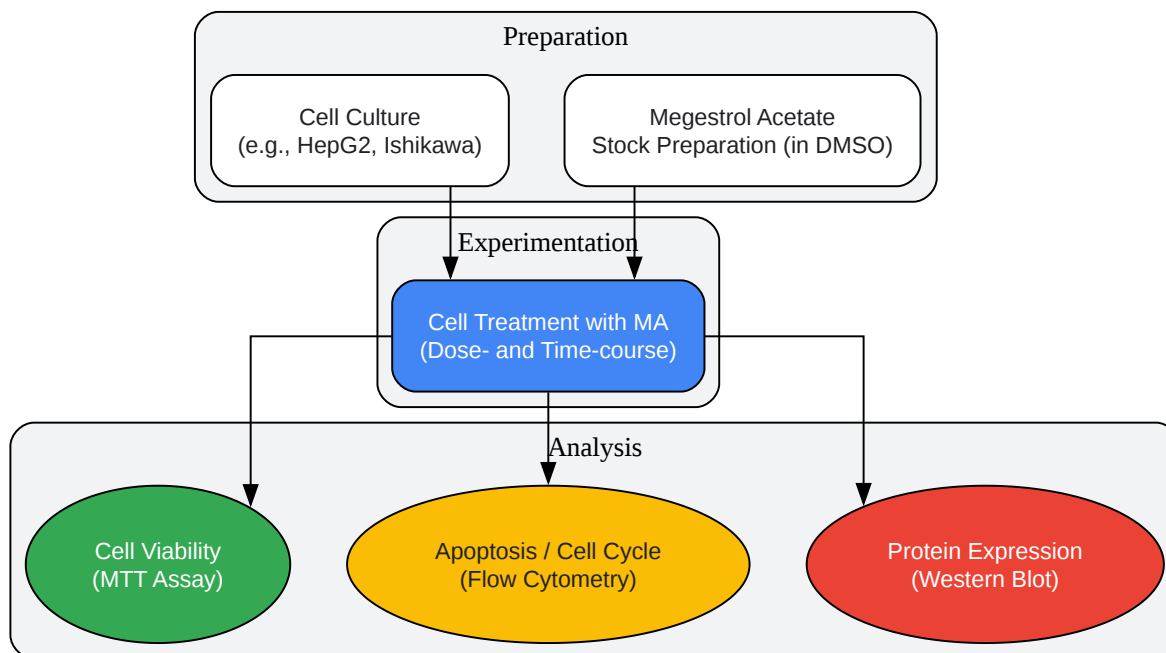 Preparation
Cell Culture
(e.g., HepG2, Ishikawa)
Megestrol Acetate
Stock Preparation (in DMSO)
Experimentation
Cell Treatment with MA
(Dose- and Time-course)
Analysis
Cell Viability
(MTT Assay)
Apoptosis / Cell Cycle
(Flow Cytometry)
Protein Expression
(Western Blot)